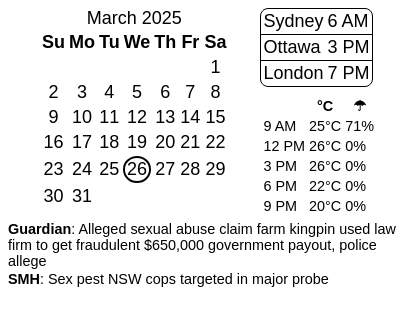 March 2025
Su Mo Tu We Th Fr Sa
1
2 3 4 5 6 7 8
9 10 11 12 13 14 15
16 17 18 19 20 21 22
23 24 25 26 27 28 29
30 31
Sydney 6 AM
Ottawa 3 PM
London 7 PM
°C ☂
9 AM 25°C 71%
12 PM 26°C 0%
3 PM 26°C 0%
6 PM 22°C 0%
9 PM 20°C 0%
Guardian: Alleged sexual abuse claim farm kingpin used law
firm to get fraudulent $650,000 government payout, police
allege
SMH: Sex pest NSW cops targeted in major probe